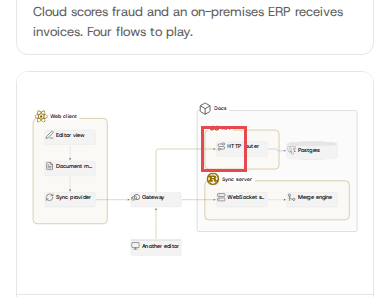 Cloud scores fraud and an on-premises ERP receives
invoices. Four flows to play.
Docs
Web client
Editor view
HTTP
Postgres
Document m...
Sync server
Sync provider
Gateway
WebSocket s...
Merge engine
Another editor